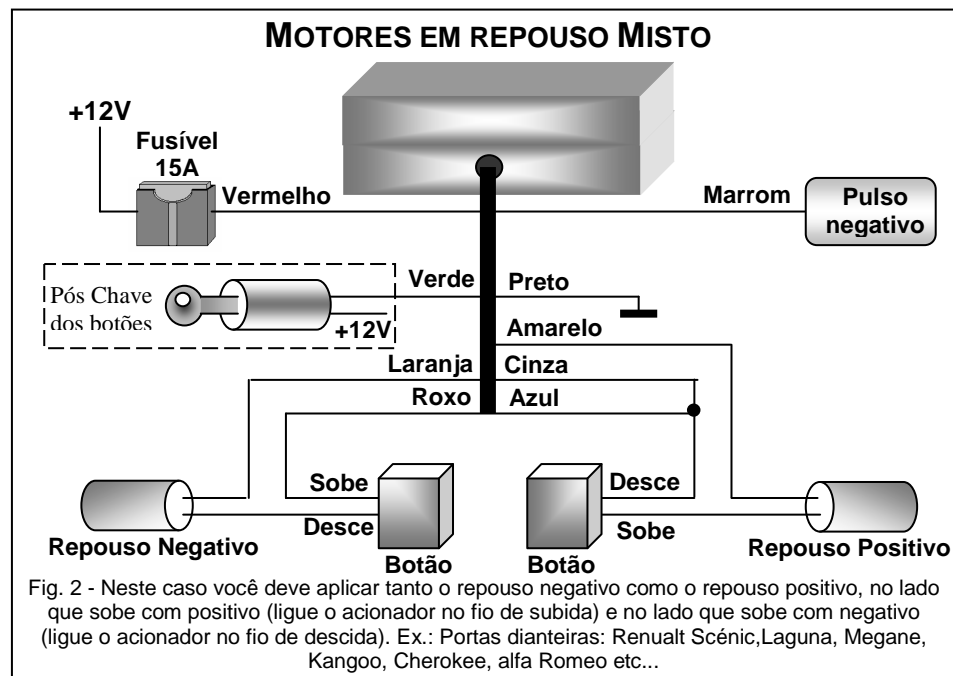 MOTORES EM REPOUSO MISTO
+12V
Fusível
15A
Vermelho
Marrom
Pulso
negativo
Pós Chave
dos botões
+12V
Verde
Preto
Amarelo
Laranja
Cinza
Roxo
Azul
Sobe
Desce
Desce
Sobe
Repouso Negativo
Botão
Botão
Repouso Positivo
Fig. 2 - Neste caso você deve aplicar tanto o repouso negativo como o repouso positivo, no lado
que sobe com positivo (ligue o acionador no fio de subida) e no lado que sobe com negativo
(ligue o acionador no fio de descida). Ex.: Portas dianteiras: Renualt Scénic,Laguna, Megane,
Kangoo, Cherokee, alfa Romeo etc...